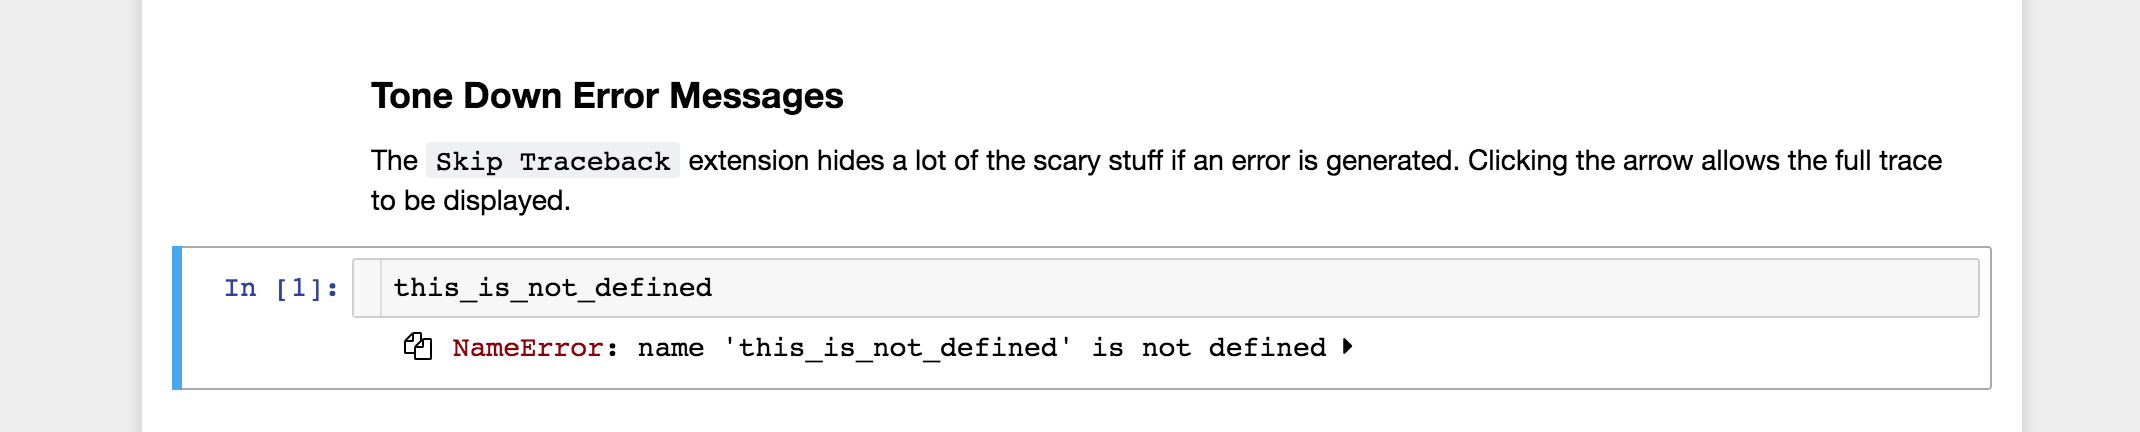 Tone Down Error Messages
The Skip Traceback extension hides a lot of the scary stuff if an error is generated. Clicking the arrow allows the full trace
to be displayed.
In [1]: this_is_not_defined
NameError: name 'this_is_not_defined' is not defined